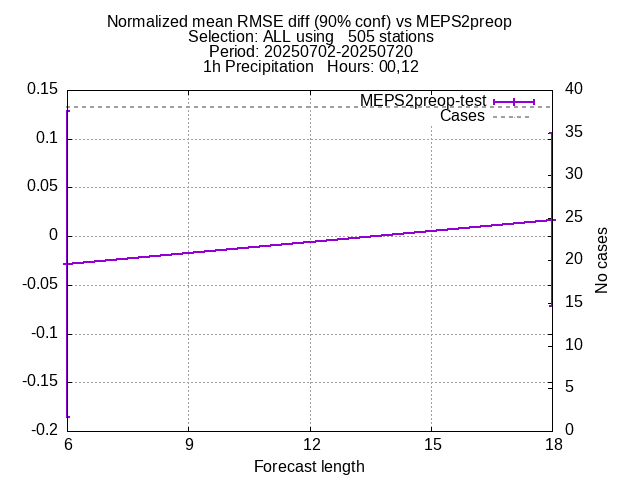 Normalized mean RMSE diff (90% conf) vs MEPS2preop
Selection: ALL using   505 stations
Period: 20250702-20250720
1h Precipitation   Hours: 00,12
MEPS2preop-test
Cases
0.15
0.1
0.05
0
-0.05
-0.1
-0.15
-0.2
40
35
30
25
20
15
10
5
0
No cases
6
9
12
15
18
Forecast length